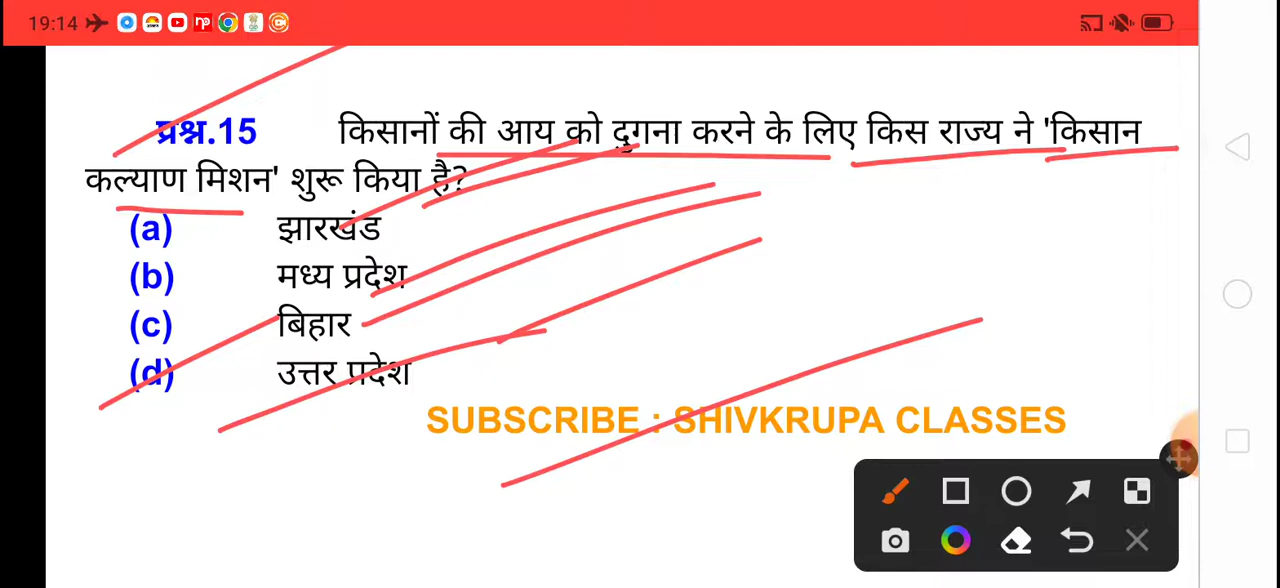 19:14
प्रश्न.15 किसानों की आय को दुगना करने के लिए किस राज्य ने 'किसान
कल्याण मिशन' शुरू किया है?
(a) झारखंड
(b) मध्य प्रदेश
(c) बिहार
(d) उत्तर प्रदेश
SUBSCRIBE : SHIVKRUPA CLASSES